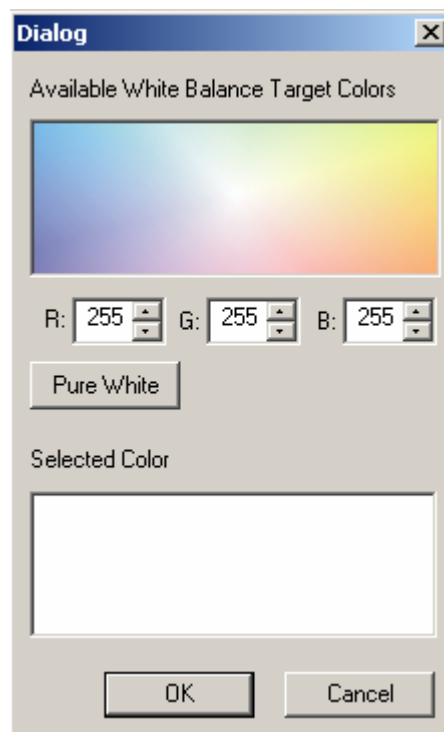 Dialog
Available White Balance Target Colors
R: 255 G: 255 B: 255
Pure White
Selected Color
OK Cancel